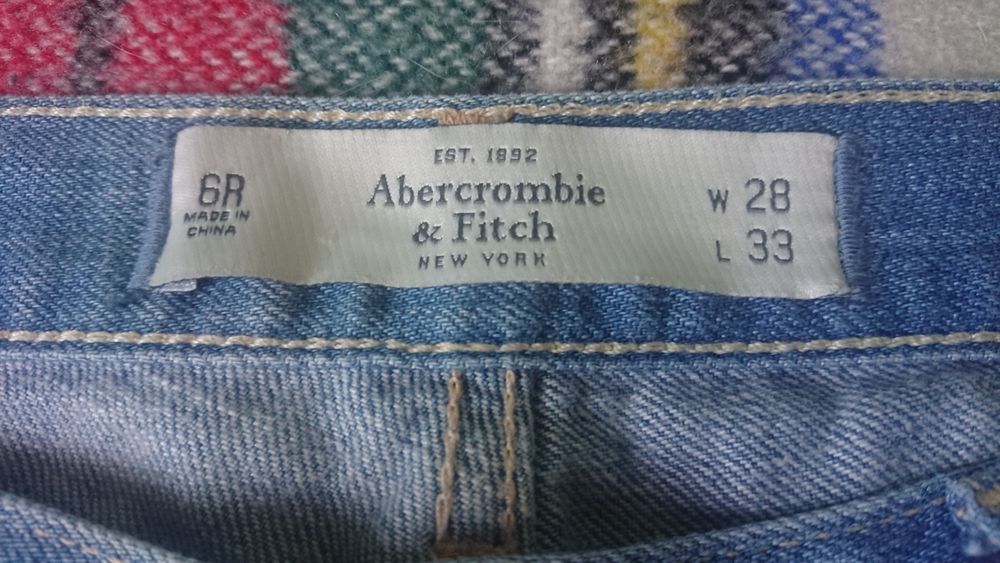 6R
MADE IN
CHINA
EST. 1892
Abercrombie
& Fitch
NEW YORK
W 28
L 33